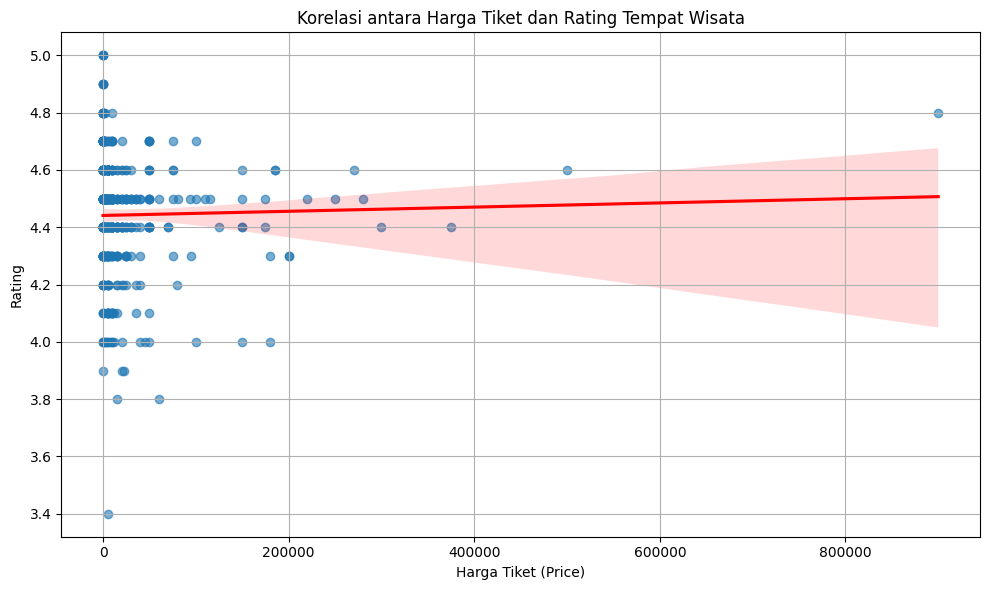 Korelasi antara Harga Tiket dan Rating Tempat Wisata
Rating
5.0
4.8
4.6
4.4
4.2
4.0
3.8
3.6
3.4
0 200000 400000 600000 800000
Harga Tiket (Price)